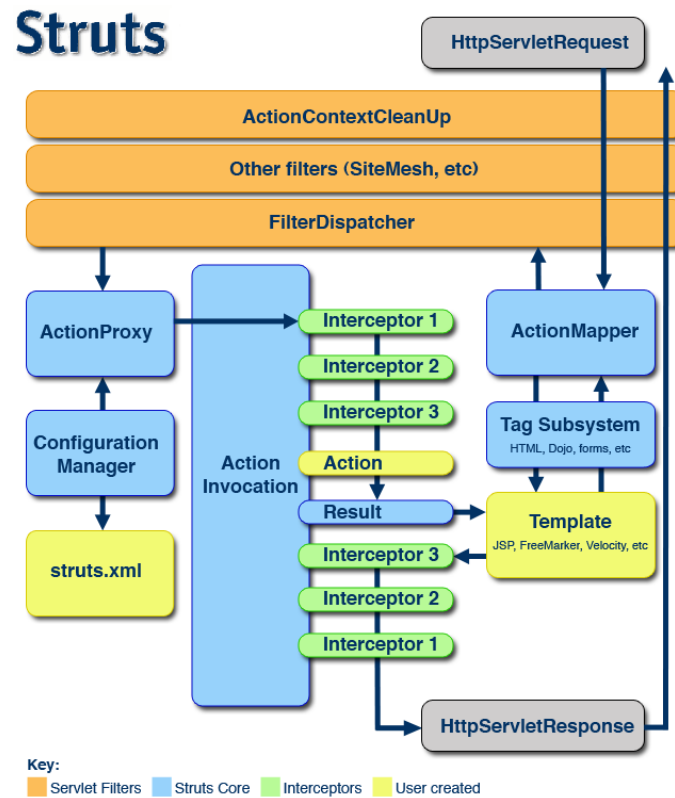 Struts
HttpServletRequest
ActionContextCleanUp
Other filters (SiteMesh, etc)
FilterDispatcher
ActionProxy
Interceptor 1
ActionMapper
Interceptor 2
Interceptor 3
Configuration
Manager
Tag Subsystem
HTML, Dojo, forms, etc
Action
Invocation
Action
Result
Template
JSP, FreeMarker, Velocity, etc
struts.xml
Interceptor 3
Interceptor 2
Interceptor 1
HttpServletResponse
Key:
Servlet Filters
Struts Core
Interceptors
User created